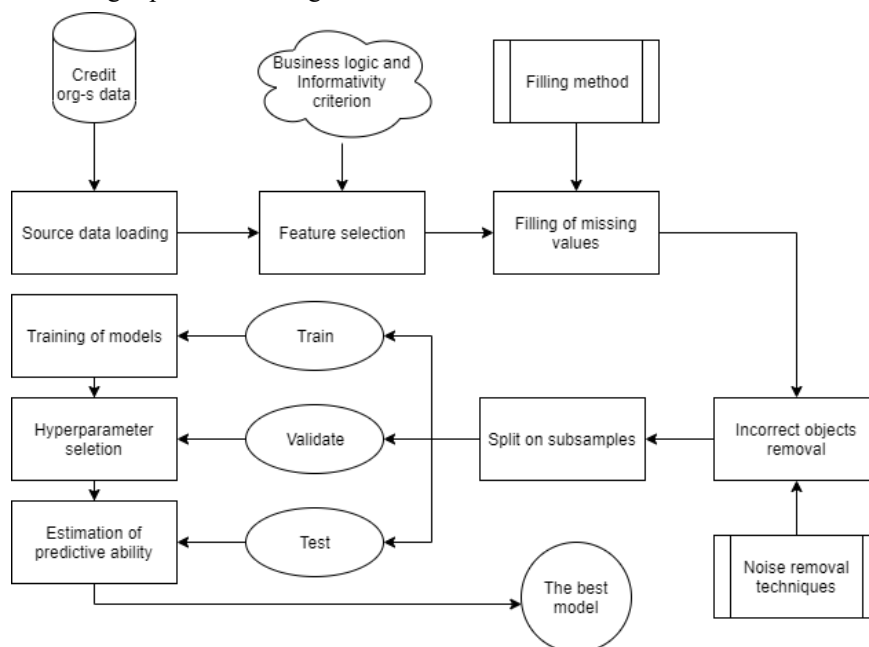 Credit
org-s data
Business logic and
Informativity
criterion
Filling method
Source data loading
Feature selection
Filling of missing
values
Training of models
Train
Hyperparameter
seletion
Validate
Split on subsamples
Incorrect objects
removal
Estimation of
predictive ability
Test
The best
model
Noise removal
techniques